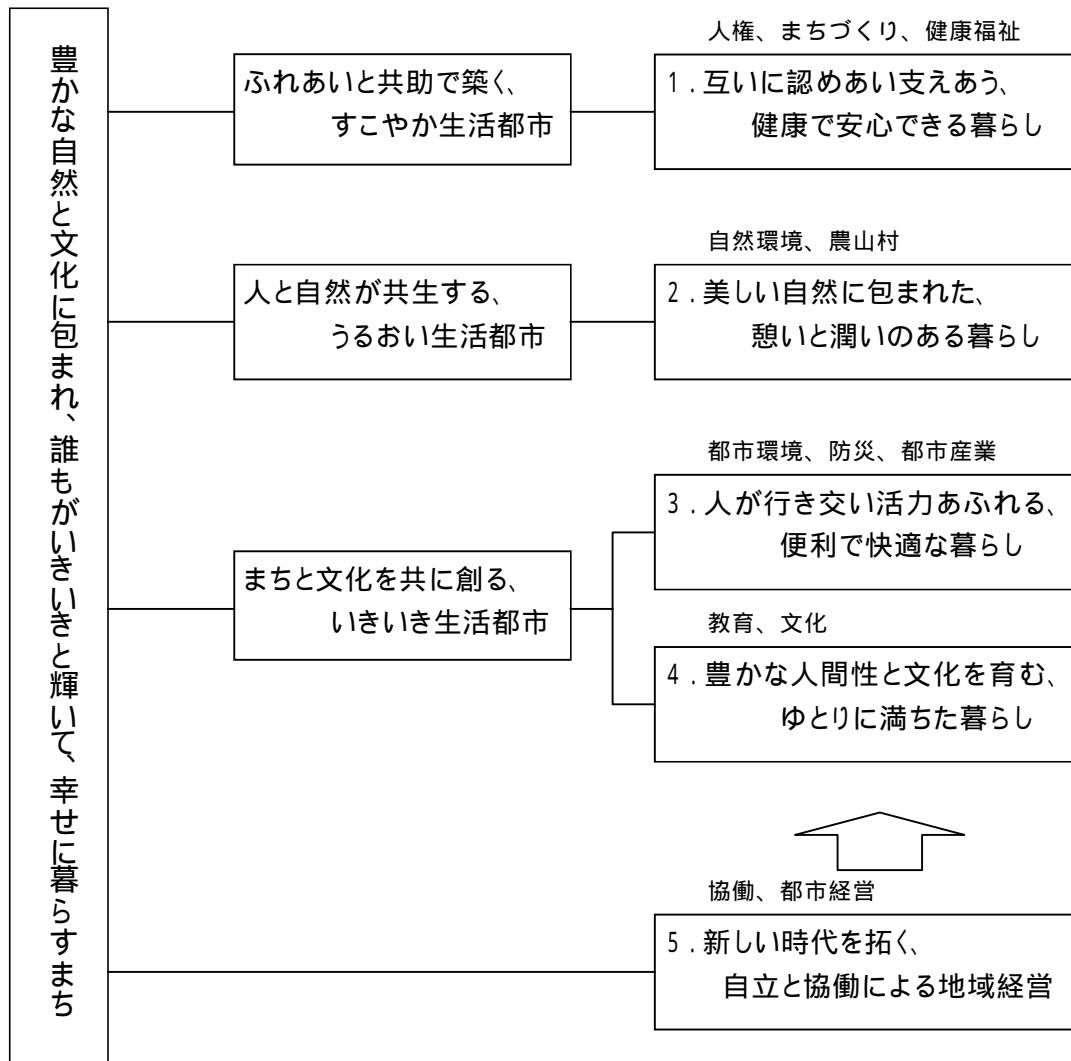 豊かな自然と文化に包まれ、誰もがいきいきと輝いて、幸せに暮らすまち
ふれあいと共助で築く、
すこやか生活都市
人権、まちづくり、健康福祉
1．互いに認めあい支えあう、
健康で安心できる暮らし
人と自然が共生する、
うるおい生活都市
自然環境、農山村
2．美しい自然に包まれた、
憩いと潤いのある暮らし
まちと文化を共に創る、
いきいき生活都市
都市環境、防災、都市産業
3．人が行き交い活力あふれる、
便利で快適な暮らし
教育、文化
4．豊かな人間性と文化を育む、
ゆとりに満ちた暮らし
協働、都市経営
5．新しい時代を拓く、
自立と協働による地域経営